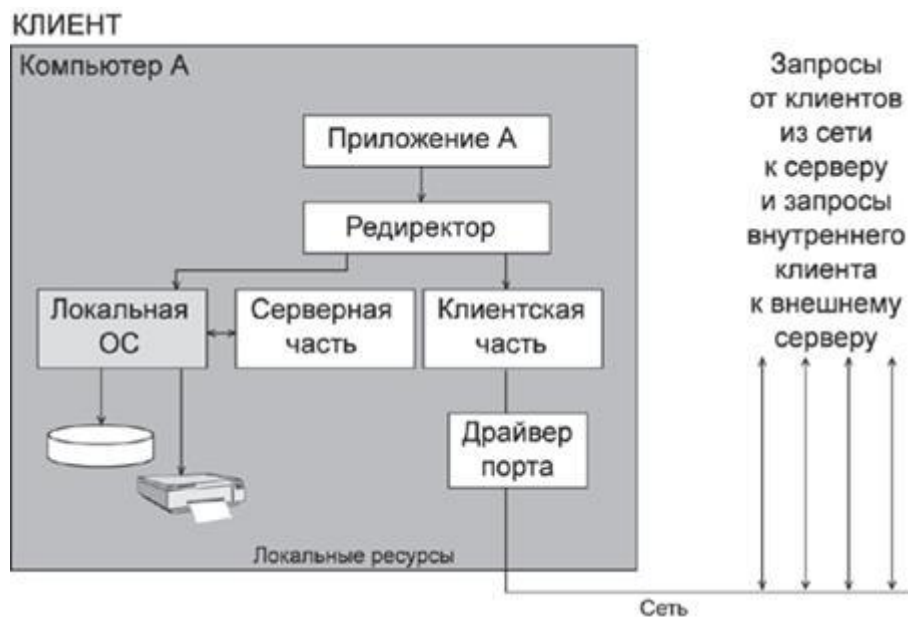 КЛИЕНТ
Компьютер А
Приложение А
Редиректор
Локальная
ОС
Серверная
часть
Клиентская
часть
Драйвер
порта
Локальные ресурсы
Запросы
от клиентов
из сети
к серверу
и запросы
внутреннего
клиента
к внешнему
серверу
Сеть